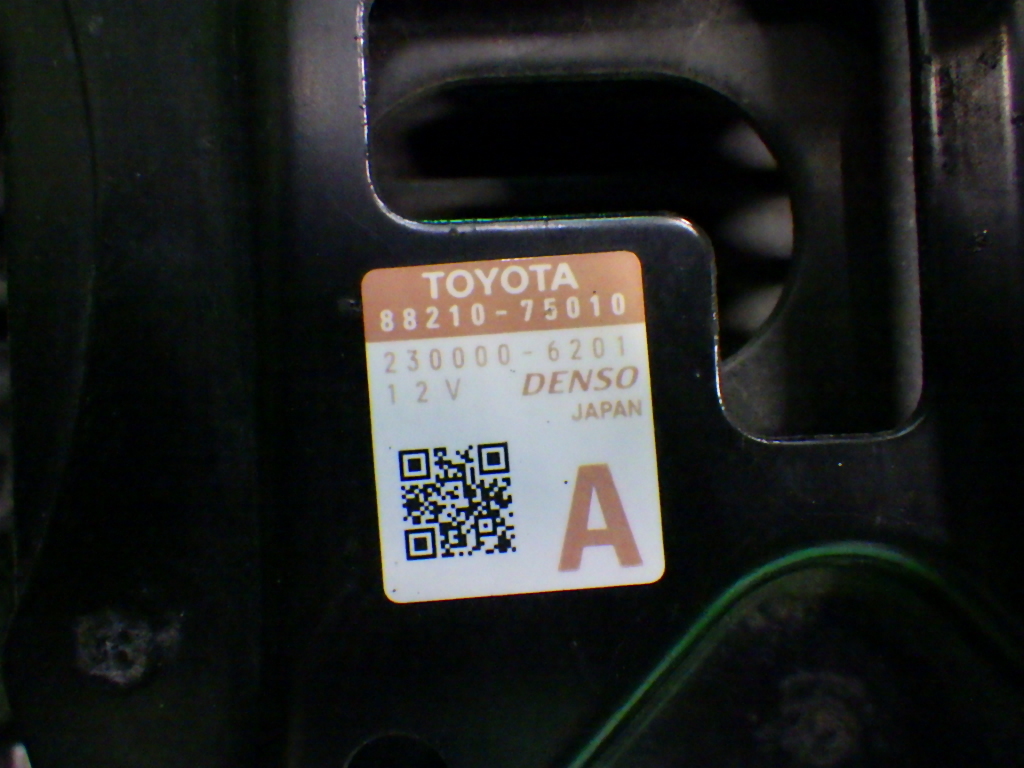 TOYOTA
88210-75010
230000-6201
12V DENSO
JAPAN
A